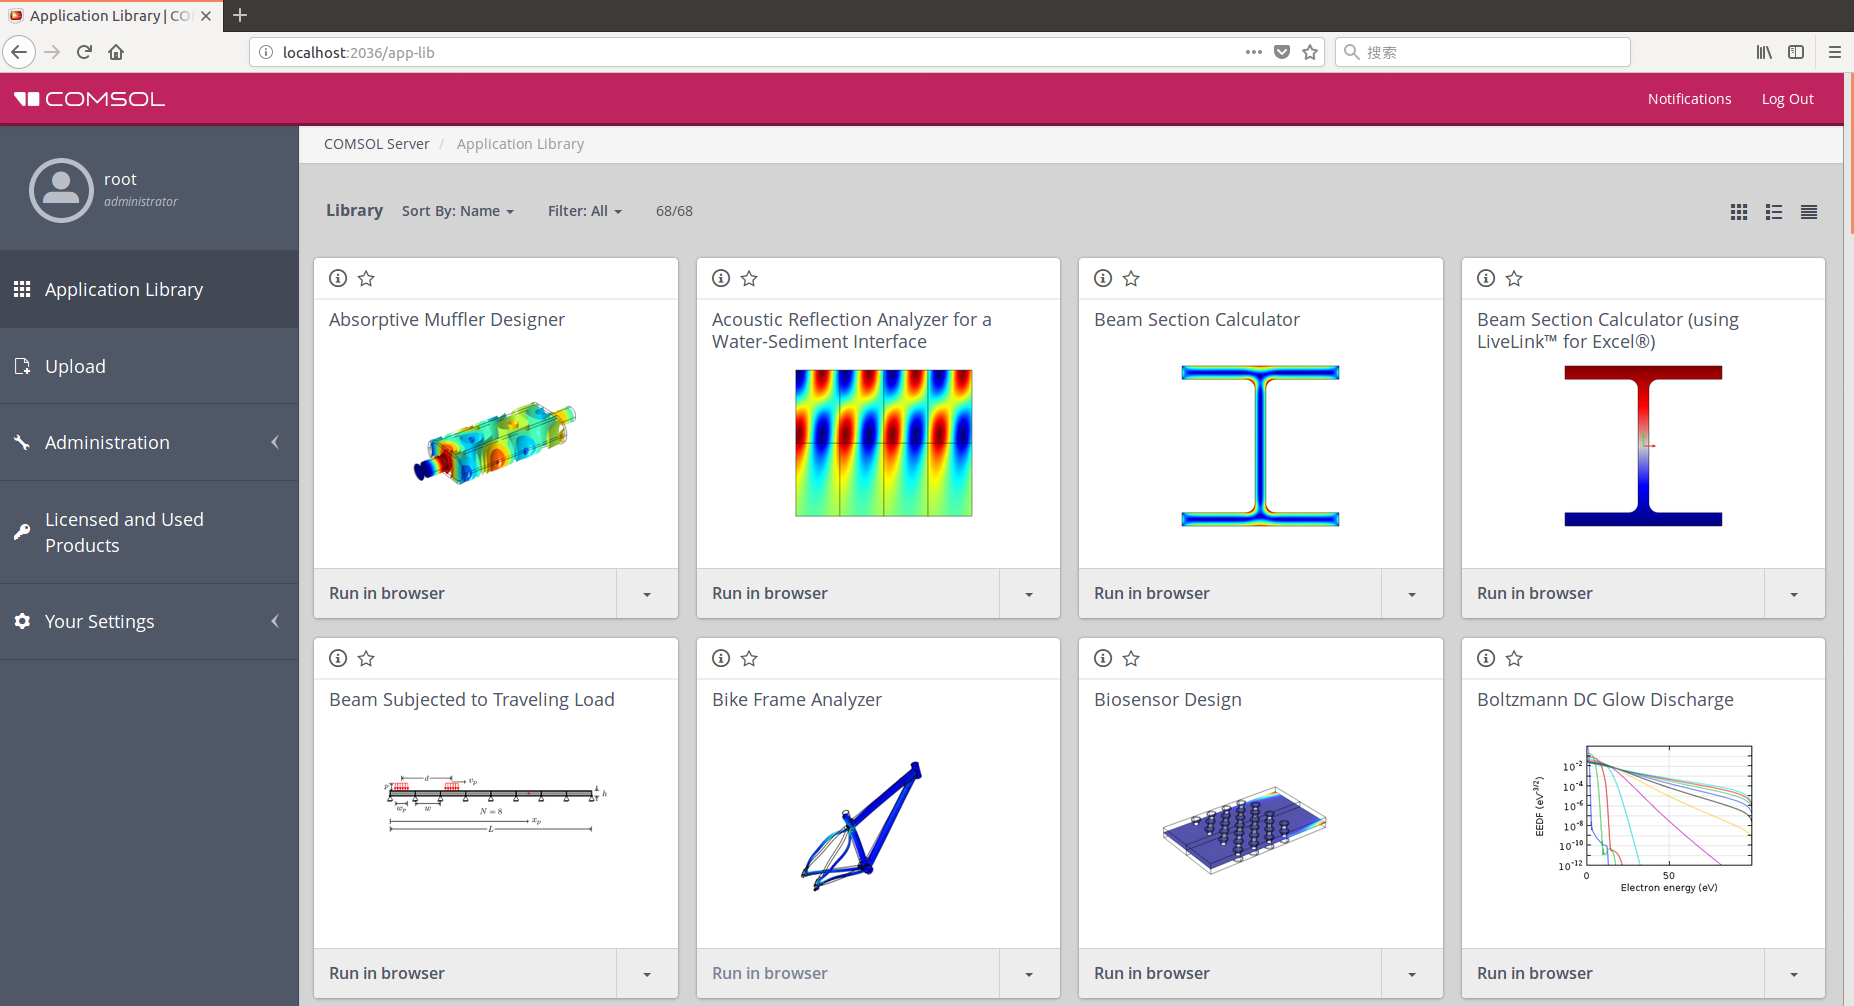 Application Library | CO
localhost:2036/app-lib
搜索
COMSOL
Notifications
Log Out
root
administrator
COMSOL Server / Application Library
Library
Sort By: Name
Filter: All
68/68
Application Library
Upload
Administration
Licensed and Used
Products
Your Settings
Absorptive Muffler Designer
Run in browser
Acoustic Reflection Analyzer for a
Water-Sediment Interface
Run in browser
Beam Section Calculator
Run in browser
Beam Section Calculator (using
LiveLink™ for Excel®)
Run in browser
Beam Subjected to Traveling Load
d
v_p
p
h
w_p
w
N = 8
x_p
L
Run in browser
Bike Frame Analyzer
Run in browser
Biosensor Design
Run in browser
Boltzmann DC Glow Discharge
EEDF (eV^-3/2)
10^-2
10^-4
10^-6
10^-8
10^-10
10^-12
0
50
Electron energy (eV)
Run in browser